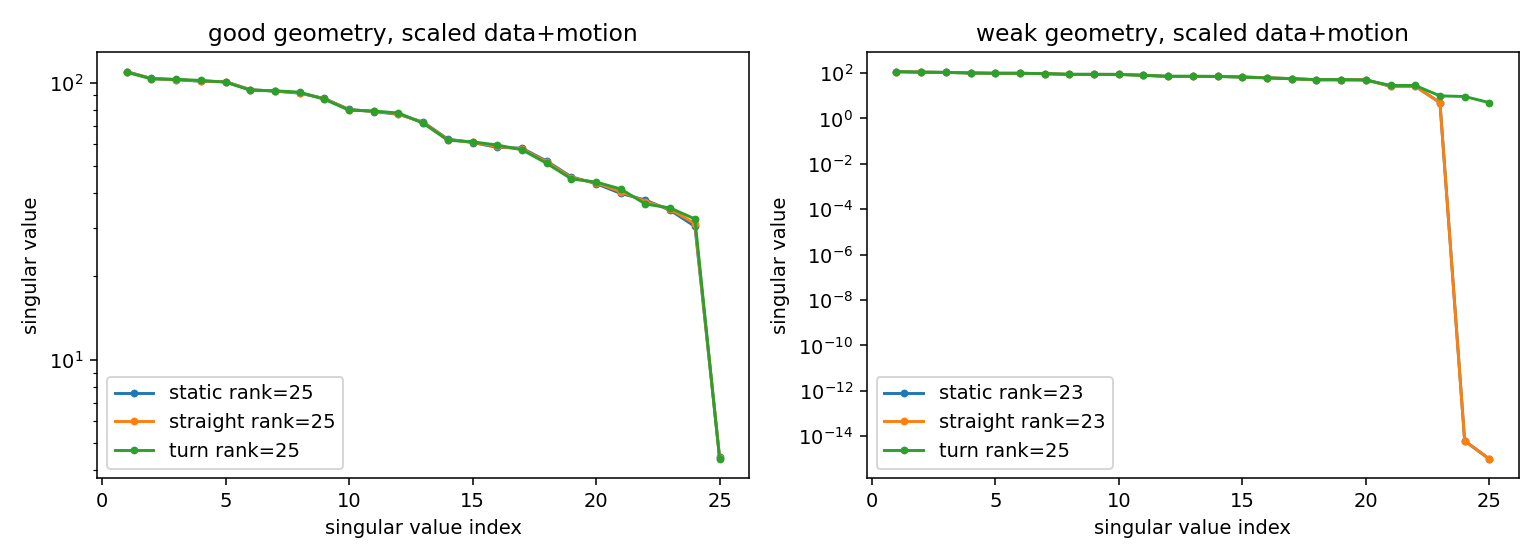 good geometry, scaled data+motion
singular value
10²
10¹
static rank=25
straight rank=25
turn rank=25
0 5 10 15 20 25
singular value index
weak geometry, scaled data+motion
singular value
10²
10⁰
10⁻²
10⁻⁴
10⁻⁶
10⁻⁸
10⁻¹⁰
10⁻¹²
10⁻¹⁴
static rank=23
straight rank=23
turn rank=25
0 5 10 15 20 25
singular value index